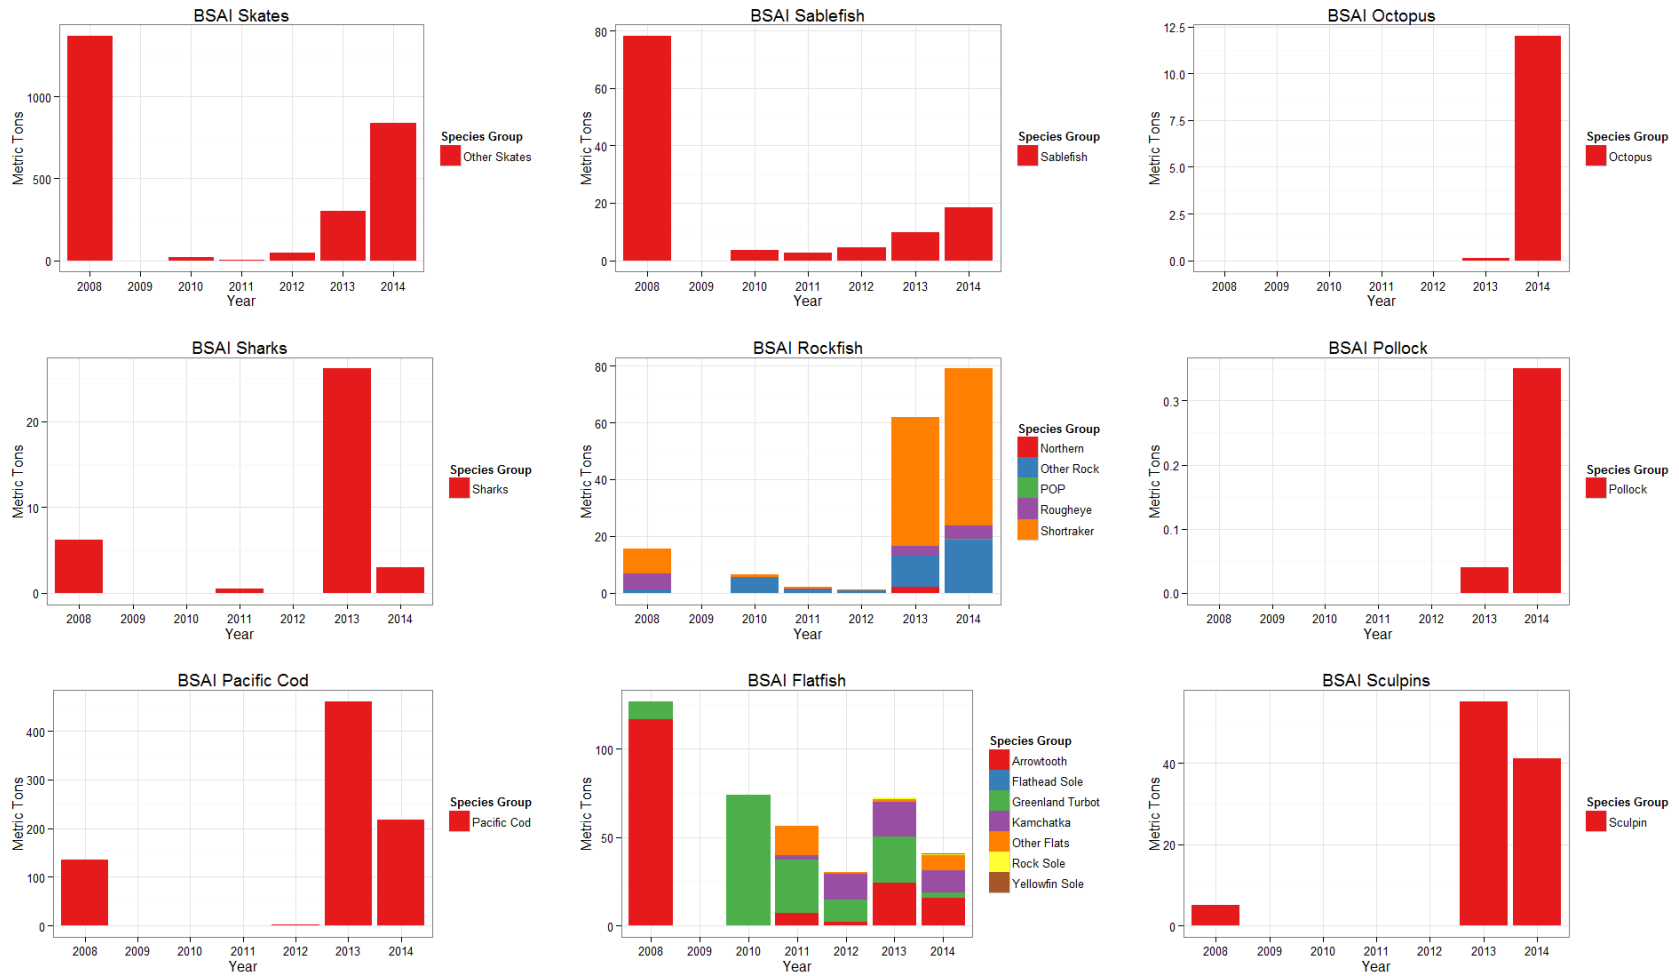 BSAI Skates
Metric Tons
1000
500
0
2008 2009 2010 2011 2012 2013 2014
Year
Species Group
Other Skates
BSAI Sablefish
Metric Tons
80
60
40
20
0
2008 2009 2010 2011 2012 2013 2014
Year
Species Group
Sablefish
BSAI Octopus
Metric Tons
12.5
10.0
7.5
5.0
2.5
0.0
2008 2009 2010 2011 2012 2013 2014
Year
Species Group
Octopus
BSAI Sharks
Metric Tons
20
10
0
2008 2009 2010 2011 2012 2013 2014
Year
Species Group
Sharks
BSAI Rockfish
Metric Tons
80
60
40
20
0
2008 2009 2010 2011 2012 2013 2014
Year
Species Group
Northern
Other Rock
POP
Rougheye
Shortraker
BSAI Pollock
Metric Tons
0.3
0.2
0.1
0.0
2008 2009 2010 2011 2012 2013 2014
Year
Species Group
Pollock
BSAI Pacific Cod
Metric Tons
400
300
200
100
0
2008 2009 2010 2011 2012 2013 2014
Year
Species Group
Pacific Cod
BSAI Flatfish
Metric Tons
100
50
0
2008 2009 2010 2011 2012 2013 2014
Year
Species Group
Arrowtooth
Flathead Sole
Greenland Turbot
Kamchatka
Other Flats
Rock Sole
Yellowfin Sole
BSAI Sculpins
Metric Tons
40
20
0
2008 2009 2010 2011 2012 2013 2014
Year
Species Group
Sculpin